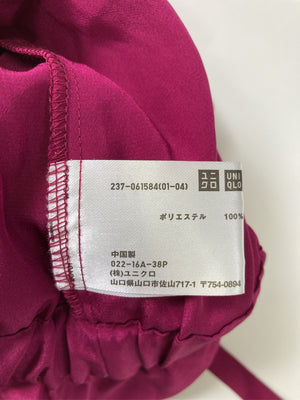 ユニクロ UNIQLO
237-061584(01-04)
ポリエステル 100%
中国製
022-16A-38P
(株)ユニクロ
山口県山口市佐山717-1 〒754-0894